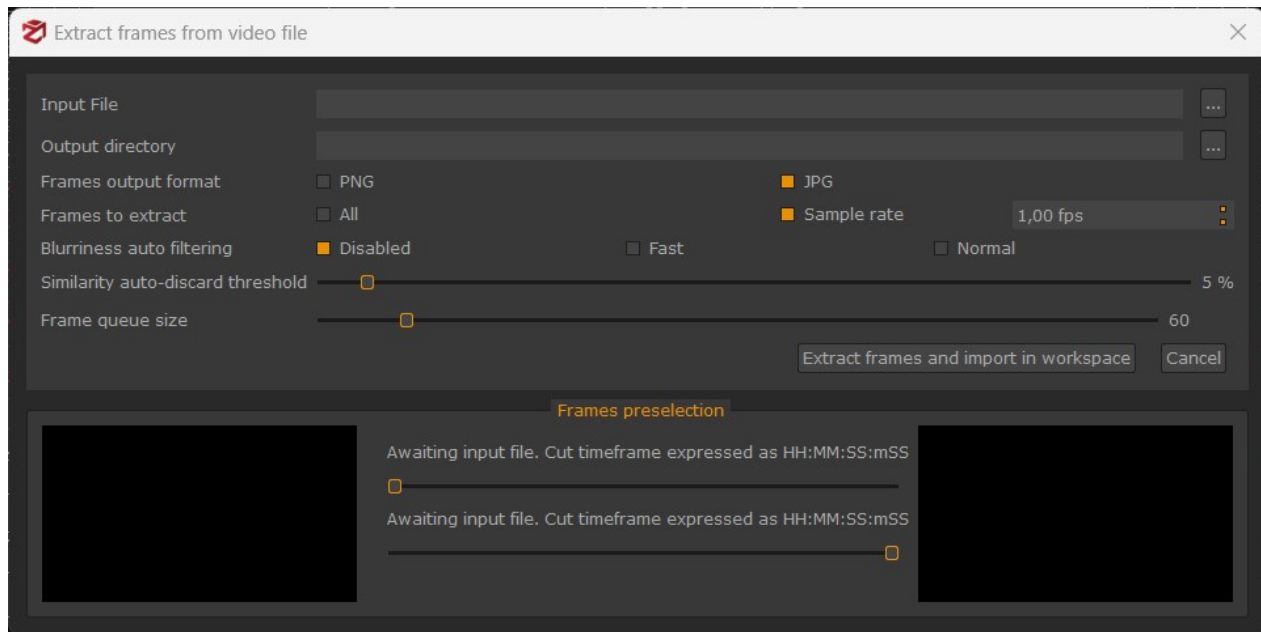 Extract frames from video file
Input File ...
Output directory ...
Frames output format PNG JPG
Frames to extract All Sample rate 1,00 fps
Blurriness auto filtering Disabled Fast Normal
Similarity auto-discard threshold 5 %
Frame queue size 60
Extract frames and import in workspace Cancel
Frames preselection
Awaiting input file. Cut timeframe expressed as HH:MM:SS:mSS
Awaiting input file. Cut timeframe expressed as HH:MM:SS:mSS